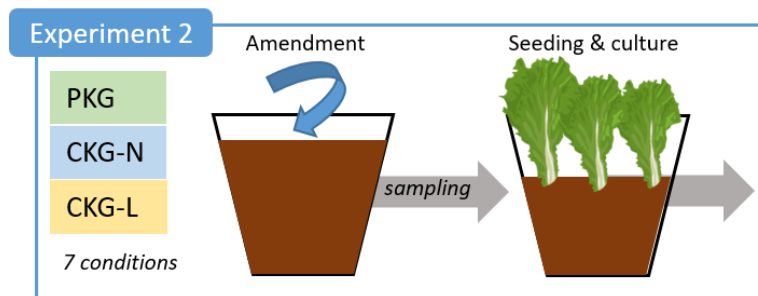 Experiment 2
Amendment
Seeding & culture
PKG
CKG-N
CKG-L
sampling
7 conditions